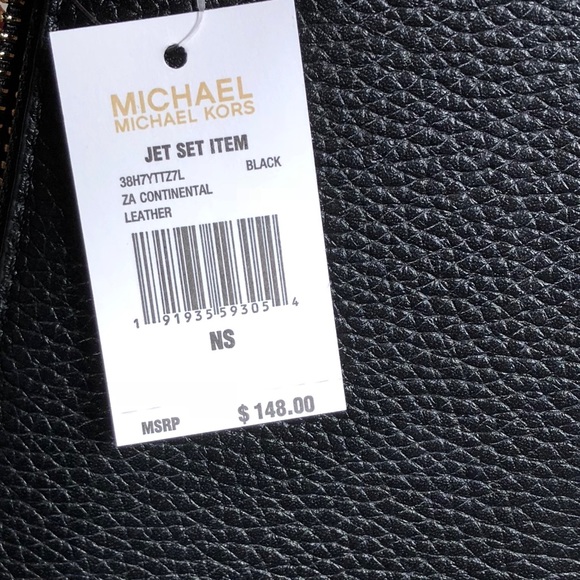 MICHAEL
MICHAEL KORS
JET SET ITEM
38H7YTTZ7L BLACK
ZA CONTINENTAL
LEATHER
1 91935 59305 4
NS
MSRP $ 148.00